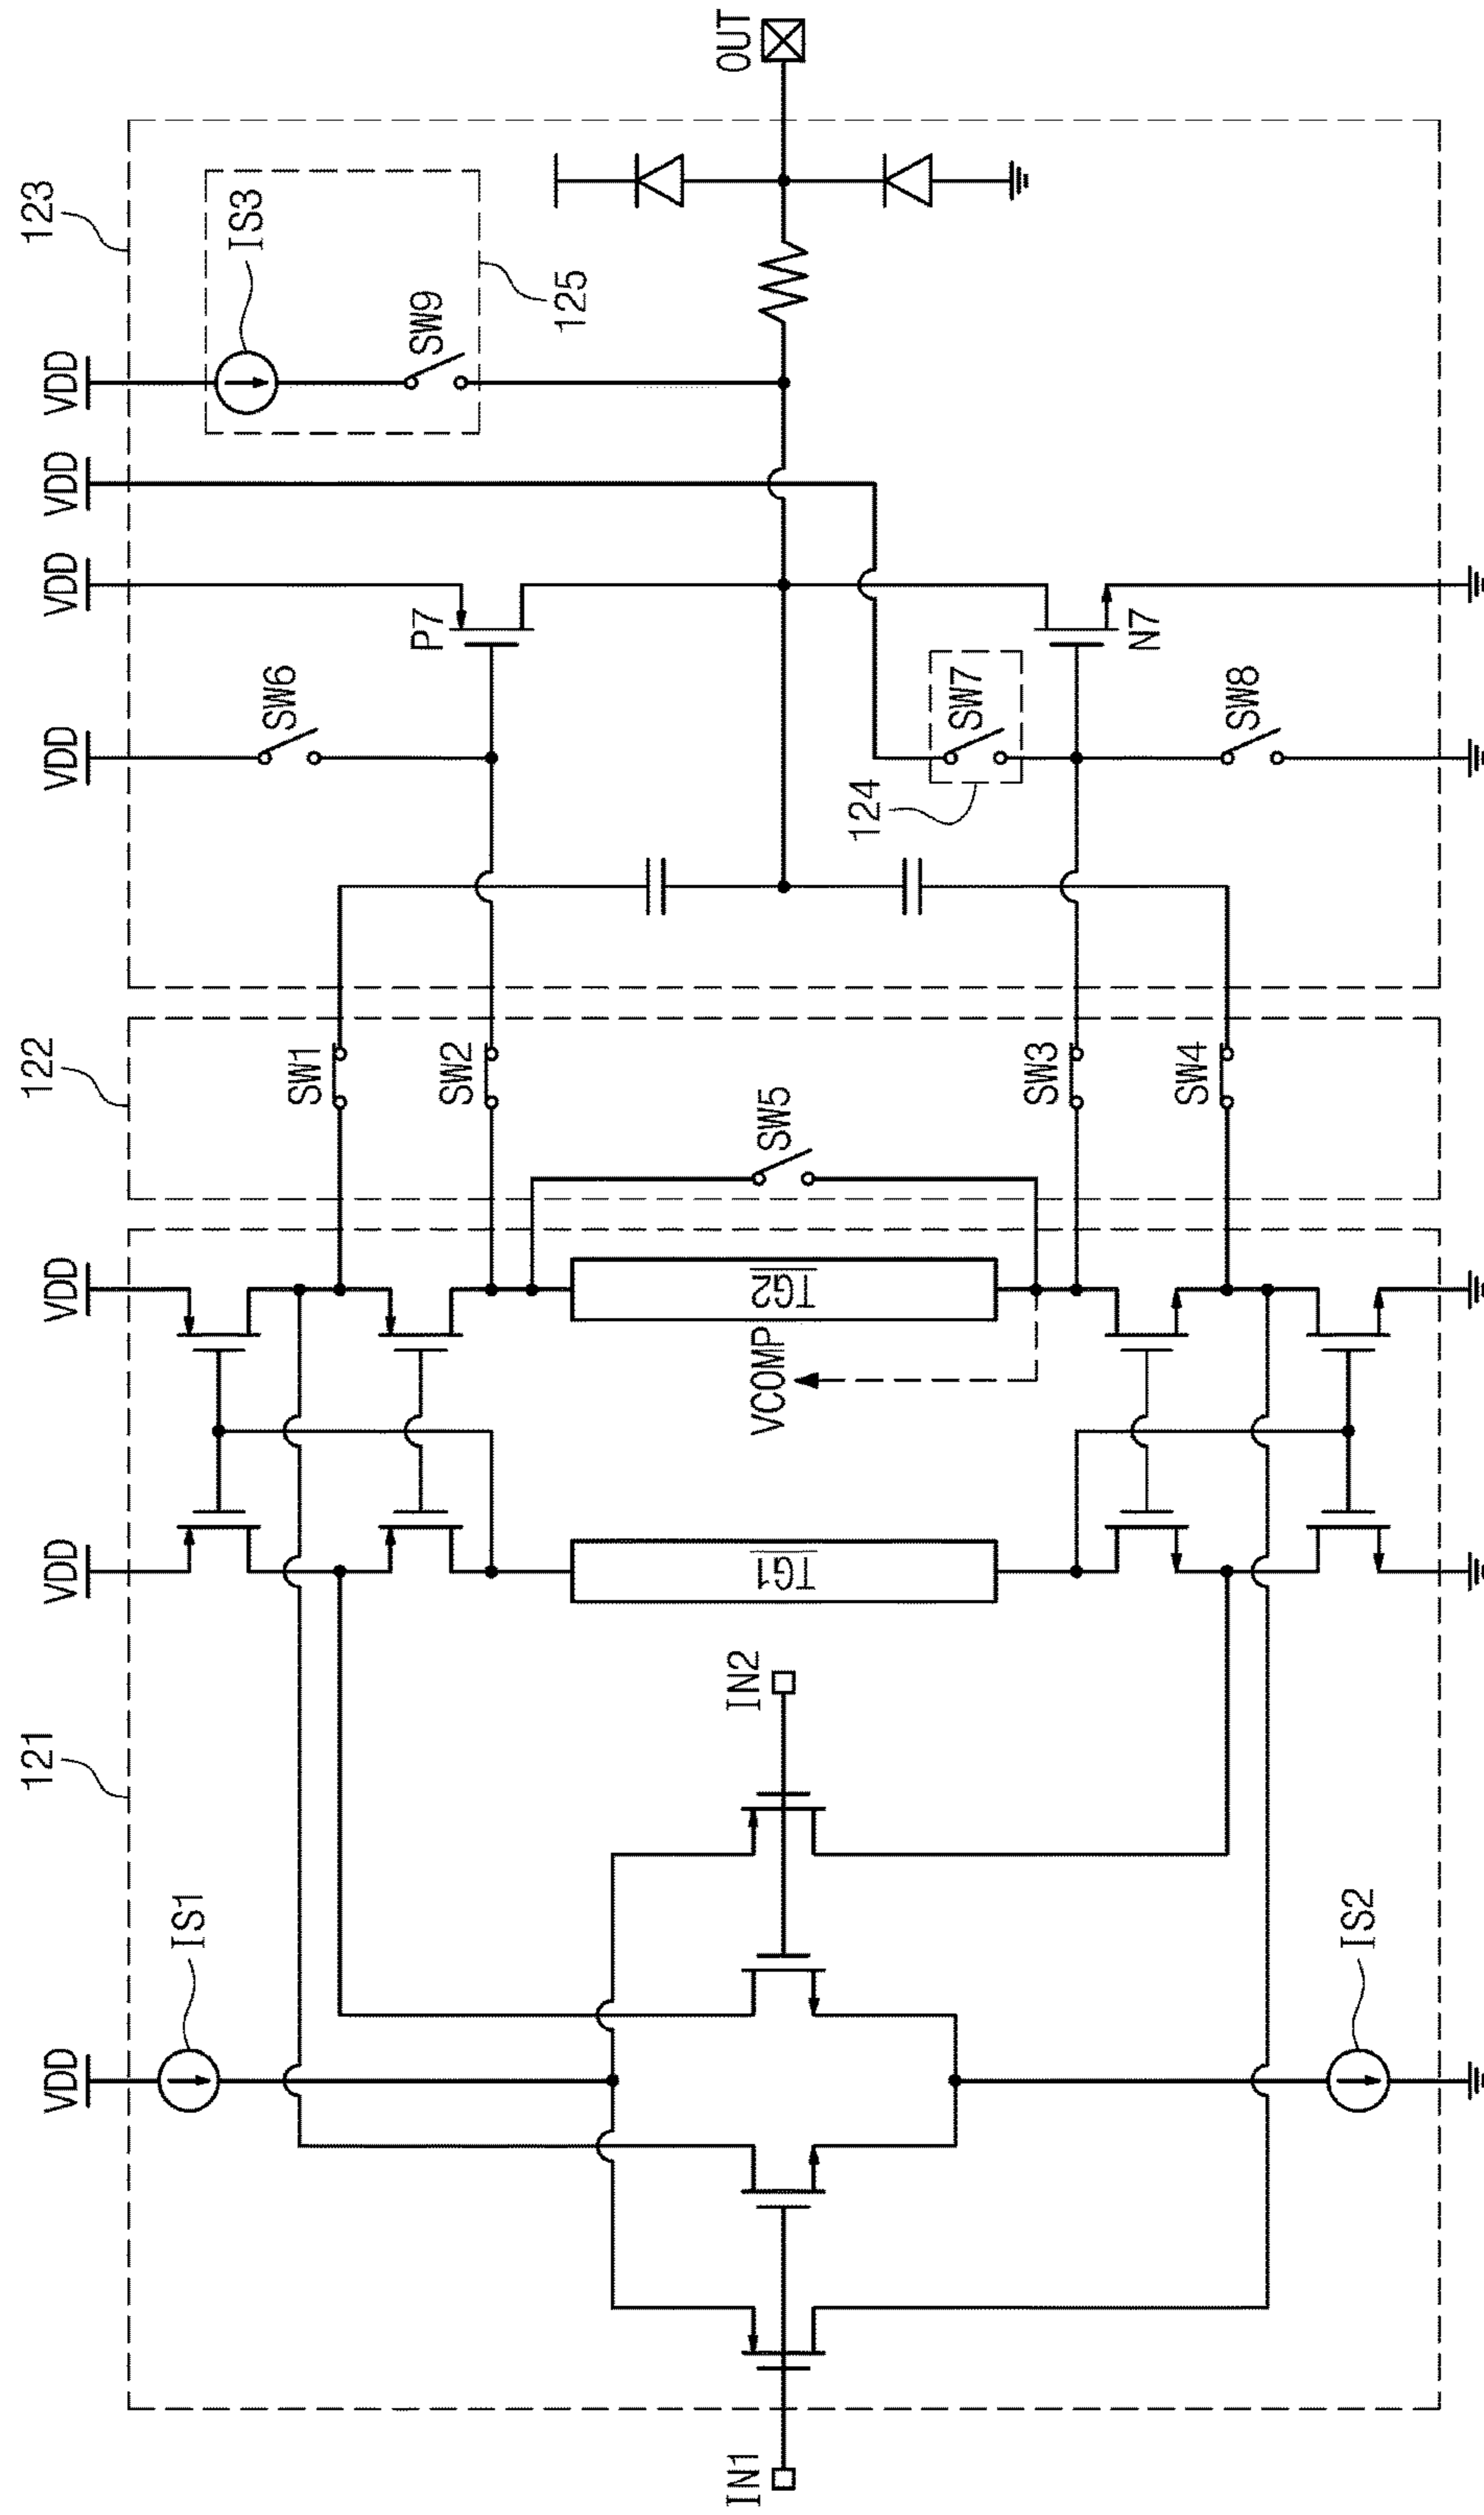 123
OUT
VDD
IS3
SW9
125
VDD
VDD
P7
N7
VDD
SW6
SW7
124
SW8
122
SW1
SW2
SW3
SW4
SW5
121
VDD
TG2
VCOMP
VDD
TG1
IN2
VDD
IS1
IS2
IN1